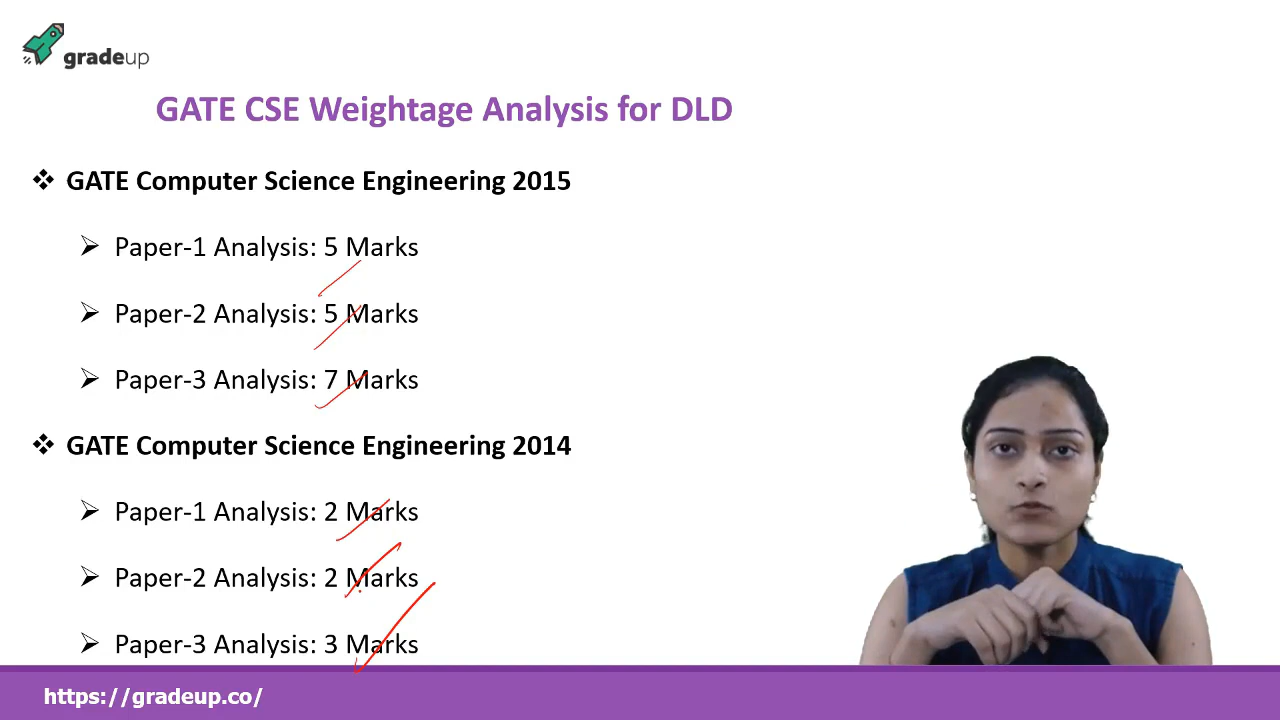 gradeup
GATE CSE Weightage Analysis for DLD
GATE Computer Science Engineering 2015
Paper-1 Analysis: 5 Marks
Paper-2 Analysis: 5 Marks
Paper-3 Analysis: 7 Marks
GATE Computer Science Engineering 2014
Paper-1 Analysis: 2 Marks
Paper-2 Analysis: 2 Marks
Paper-3 Analysis: 3 Marks
https://gradeup.co/